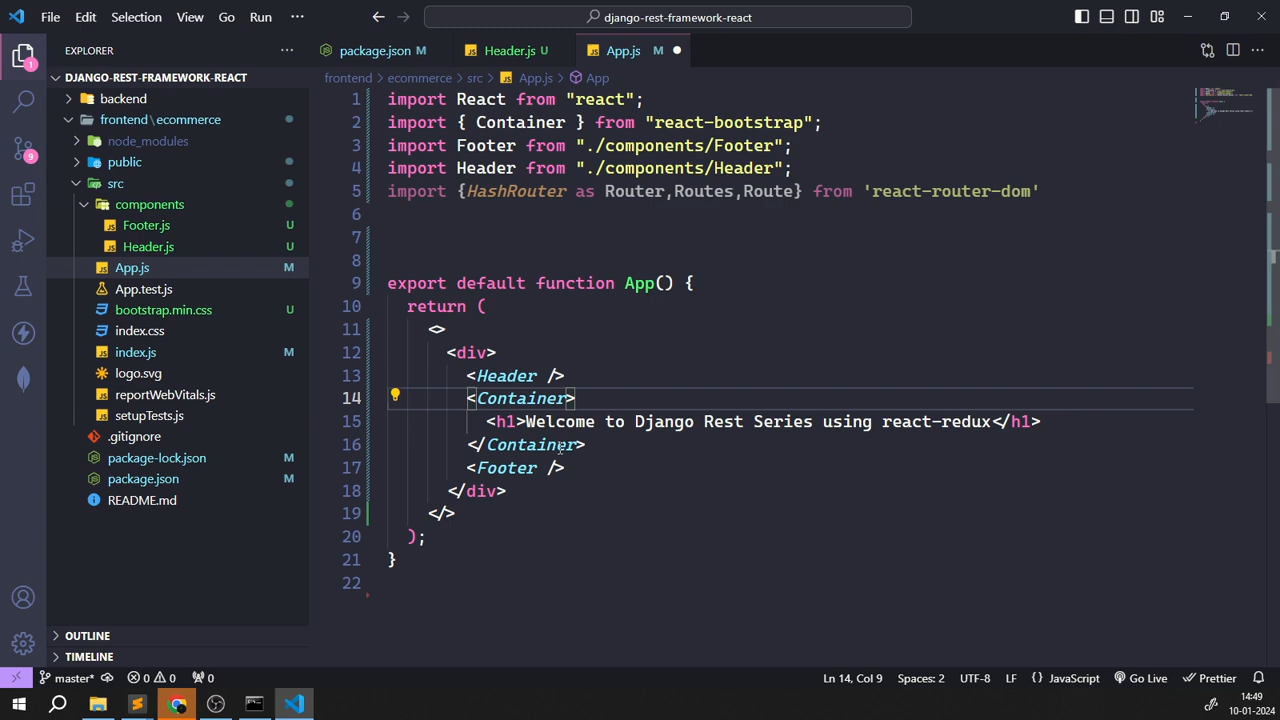 File Edit Selection View Go Run ··· django-rest-framework-react
EXPLORER ···
package.json M Header.js U App.js M
DJANGO-REST-FRAMEWORK-REACT
frontend > ecommerce > src > App.js > App
backend
frontend \ ecommerce
node_modules
public
src
components
Footer.js U
Header.js U
App.js M
App.test.js
bootstrap.min.css U
index.css
index.js M
logo.svg
reportWebVitals.js
setupTests.js
.gitignore
package-lock.json M
package.json M
README.md
OUTLINE
TIMELINE
1
9
1 import React from "react";
2 import { Container } from "react-bootstrap";
3 import Footer from "./components/Footer";
4 import Header from "./components/Header";
5 import {HashRouter as Router,Routes,Route} from 'react-router-dom'
6
7
8
9 export default function App() {
10 return (
11 <>
12 <div>
13 <Header />
14 <Container>
15 <h1>Welcome to Django Rest Series using react-redux</h1>
16 </Container>
17 <Footer />
18 </div>
19 </>
20 );
21 }
22
master* 0 0 0 Ln 14, Col 9 Spaces: 2 UTF-8 LF {} JavaScript Go Live Prettier
14:49
10-01-2024